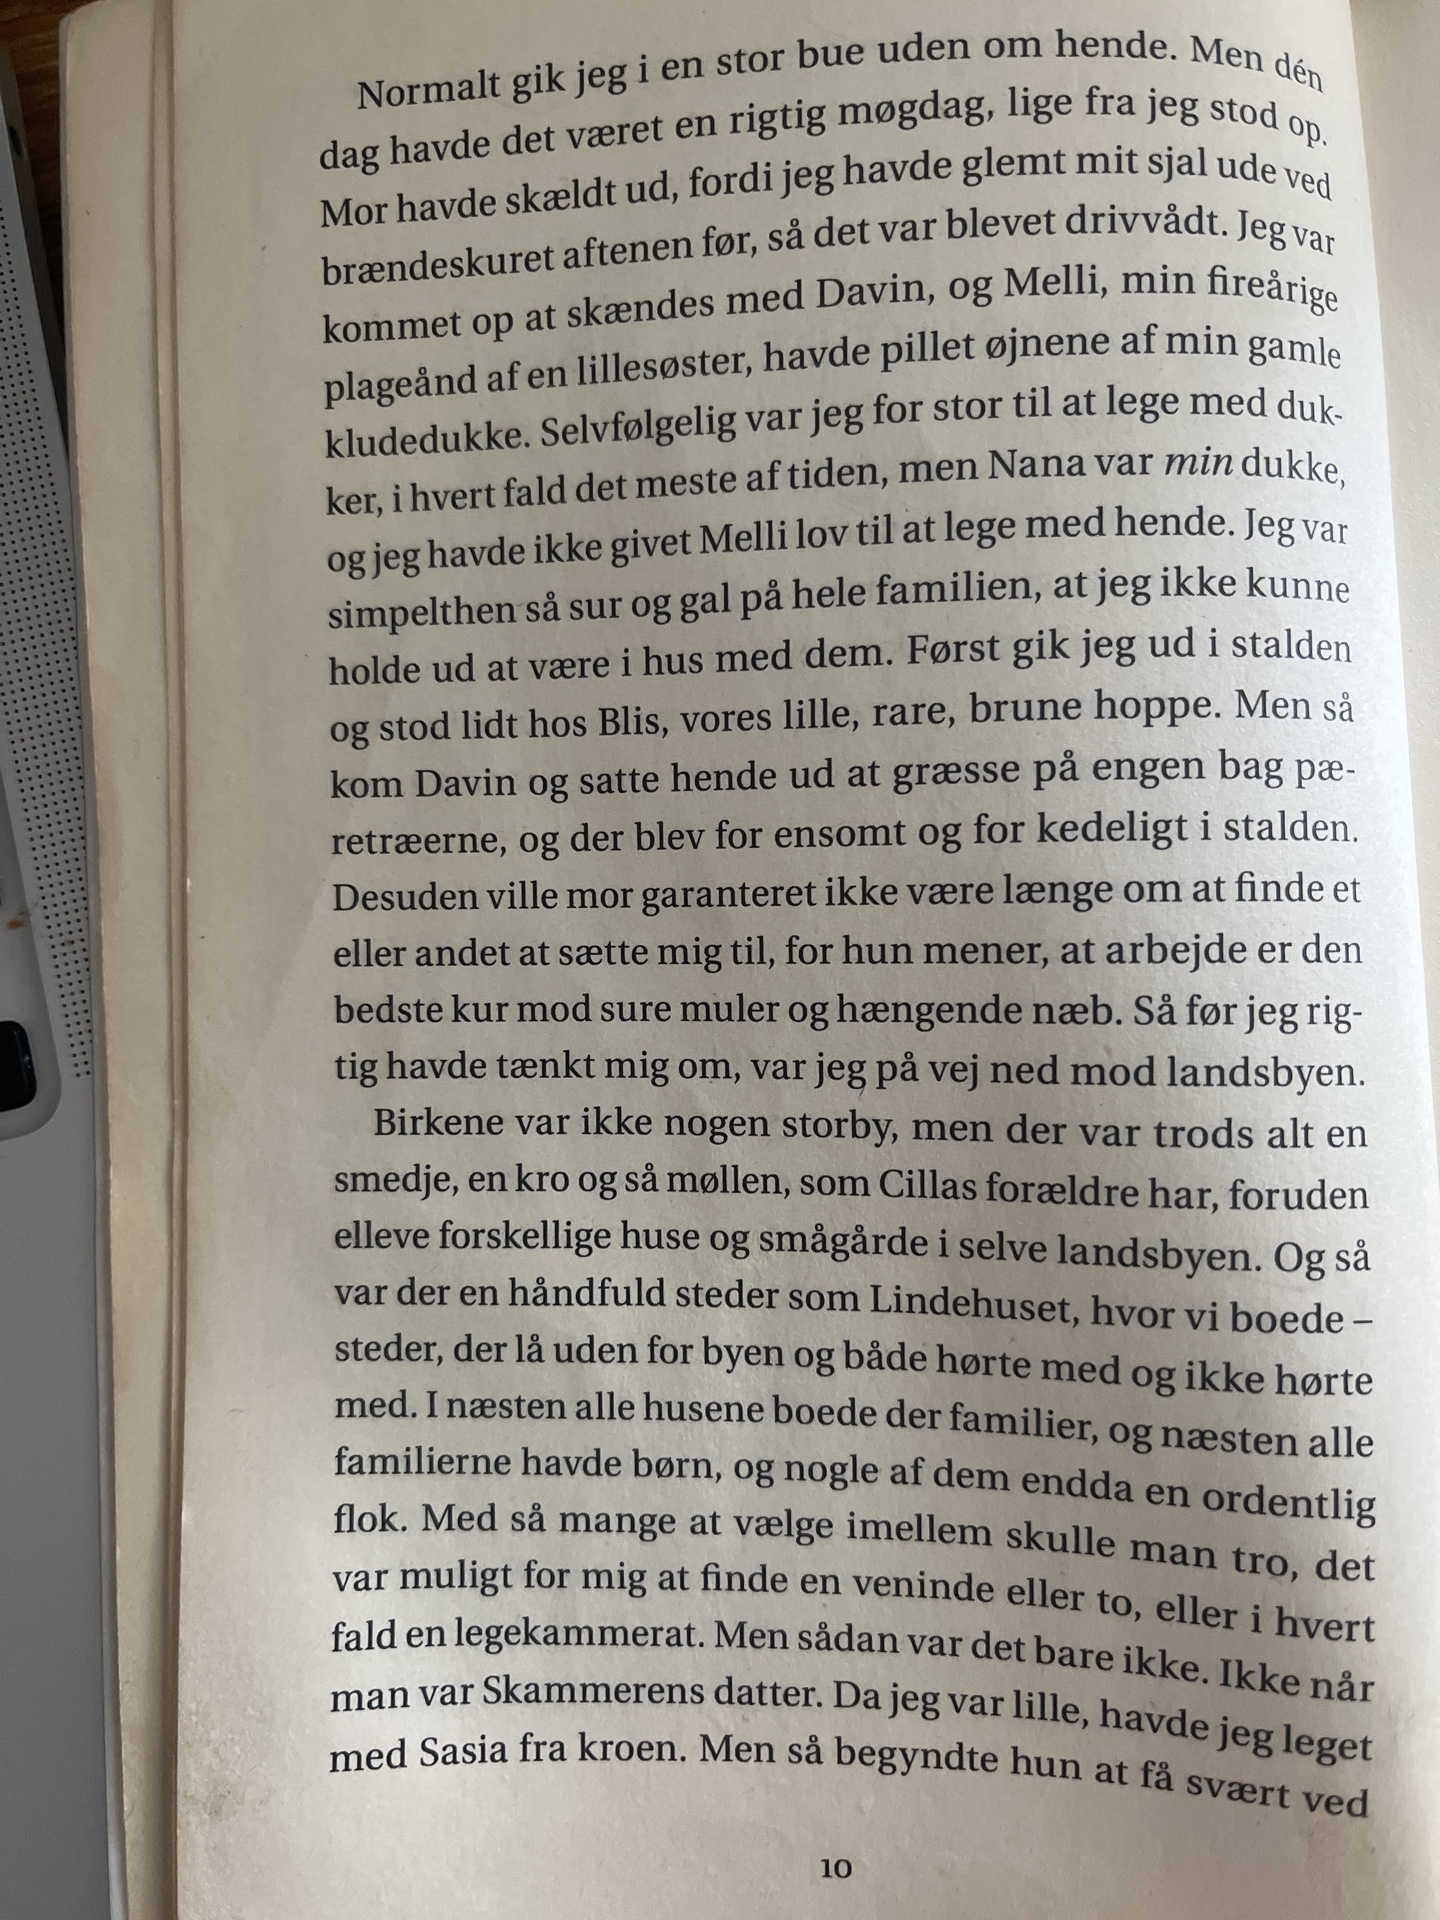 Normalt gik jeg i en stor bue uden om hende. Men dén
dag havde det været en rigtig møgdag, lige fra jeg stod op.
Mor havde skældt ud, fordi jeg havde glemt mit sjal ude ved
brændeskuret aftenen før, så det var blevet drivvådt. Jeg var
kommet op at skændes med Davin, og Melli, min fireårige
plageånd af en lillesøster, havde pillet øjnene af min gamle
kludedukke. Selvfølgelig var jeg for stor til at lege med duk-
ker, i hvert fald det meste af tiden, men Nana var min dukke,
og jeg havde ikke givet Melli lov til at lege med hende. Jeg var
simpelthen så sur og gal på hele familien, at jeg ikke kunne
holde ud at være i hus med dem. Først gik jeg ud i stalden
og stod lidt hos Blis, vores lille, rare, brune hoppe. Men så
kom Davin og satte hende ud at græsse på engen bag pæ-
retræerne, og der blev for ensomt og for kedeligt i stalden.
Desuden ville mor garanteret ikke være længe om at finde et
eller andet at sætte mig til, for hun mener, at arbejde er den
bedste kur mod sure muler og hængende næb. Så før jeg rig-
tig havde tænkt mig om, var jeg på vej ned mod landsbyen.
Birkene var ikke nogen storby, men der var trods alt en
smedje, en kro og så møllen, som Cillas forældre har, foruden
elleve forskellige huse og smågårde i selve landsbyen. Og så
var der en håndfuld steder som Lindehuset, hvor vi boede –
steder, der lå uden for byen og både hørte med og ikke hørte
med. I næsten alle husene boede der familier, og næsten alle
familierne havde børn, og nogle af dem endda en ordentlig
flok. Med så mange at vælge imellem skulle man tro, det
var muligt for mig at finde en veninde eller to, eller i hvert
fald en legekammerat. Men sådan var det bare ikke. Ikke når
man var Skammerens datter. Da jeg var lille, havde jeg leget
med Sasia fra kroen. Men så begyndte hun at få svært ved
10